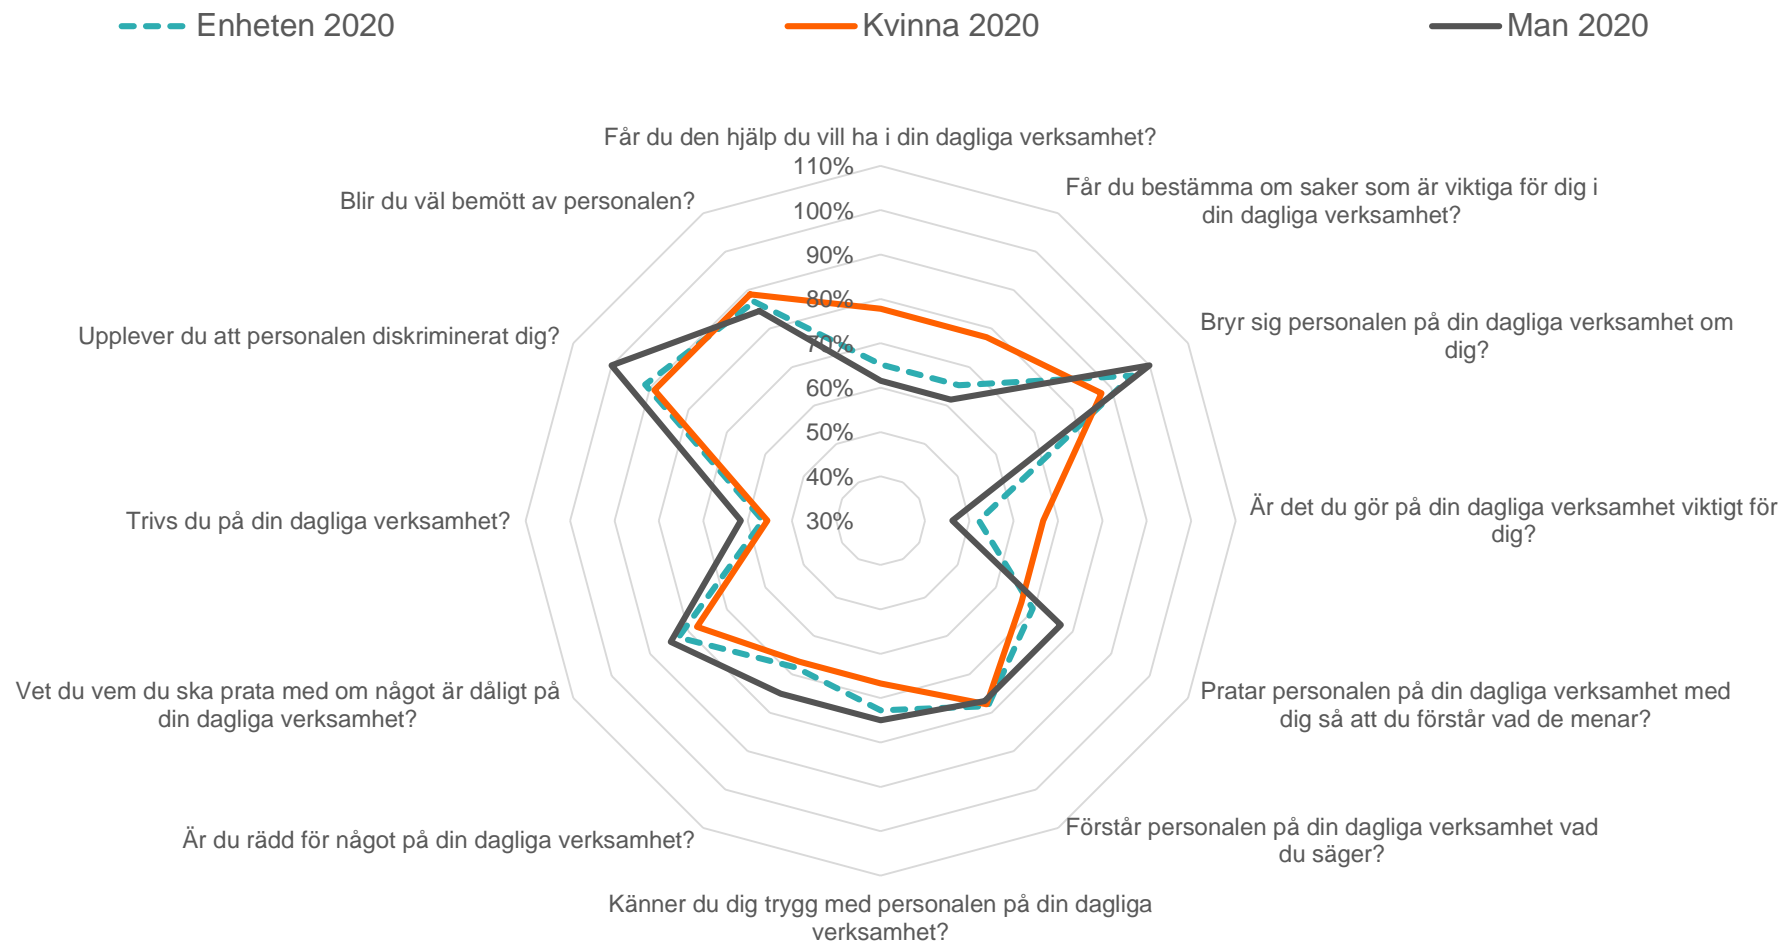 Enheten 2020
Kvinna 2020
Man 2020
Får du den hjälp du vill ha i din dagliga verksamhet?
Får du bestämma om saker som är viktiga för dig i
din dagliga verksamhet?
Bryr sig personalen på din dagliga verksamhet om
dig?
Är det du gör på din dagliga verksamhet viktigt för
dig?
Pratar personalen på din dagliga verksamhet med
dig så att du förstår vad de menar?
Förstår personalen på din dagliga verksamhet vad
du säger?
Känner du dig trygg med personalen på din dagliga
verksamhet?
Är du rädd för något på din dagliga verksamhet?
Vet du vem du ska prata med om något är dåligt på
din dagliga verksamhet?
Trivs du på din dagliga verksamhet?
Upplever du att personalen diskriminerat dig?
Blir du väl bemött av personalen?
110%
100%
90%
80%
70%
60%
50%
40%
30%